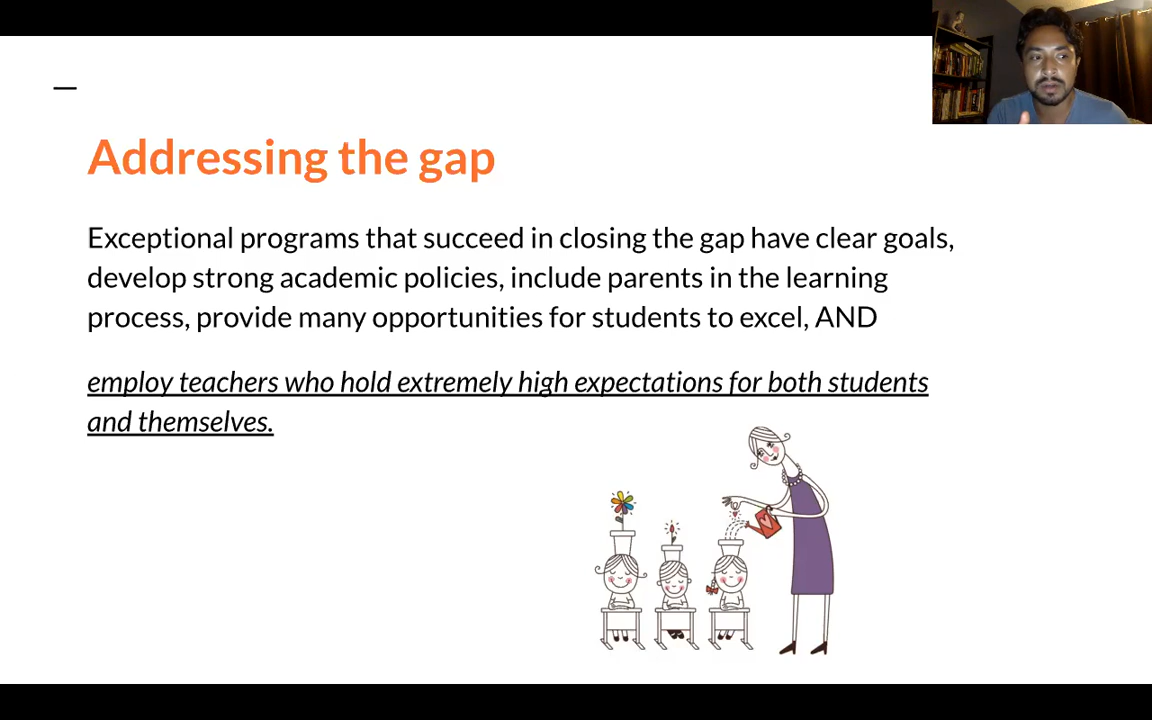 Addressing the gap
Exceptional programs that succeed in closing the gap have clear goals,
develop strong academic policies, include parents in the learning
process, provide many opportunities for students to excel, AND
employ teachers who hold extremely high expectations for both students
and themselves.